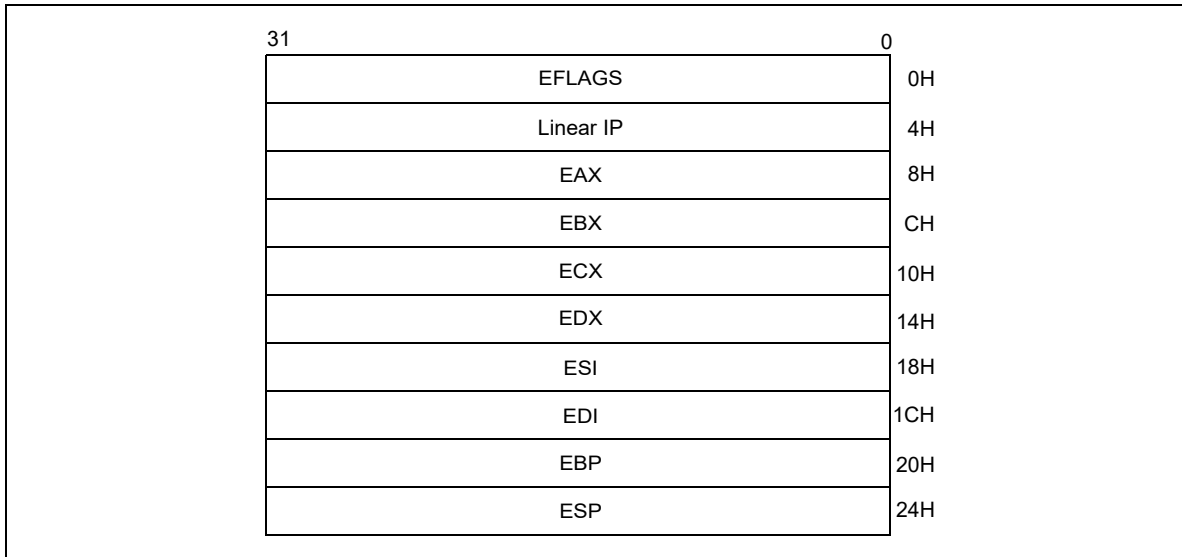 31 0
EFLAGS 0H
Linear IP 4H
EAX 8H
EBX CH
ECX 10H
EDX 14H
ESI 18H
EDI 1CH
EBP 20H
ESP 24H